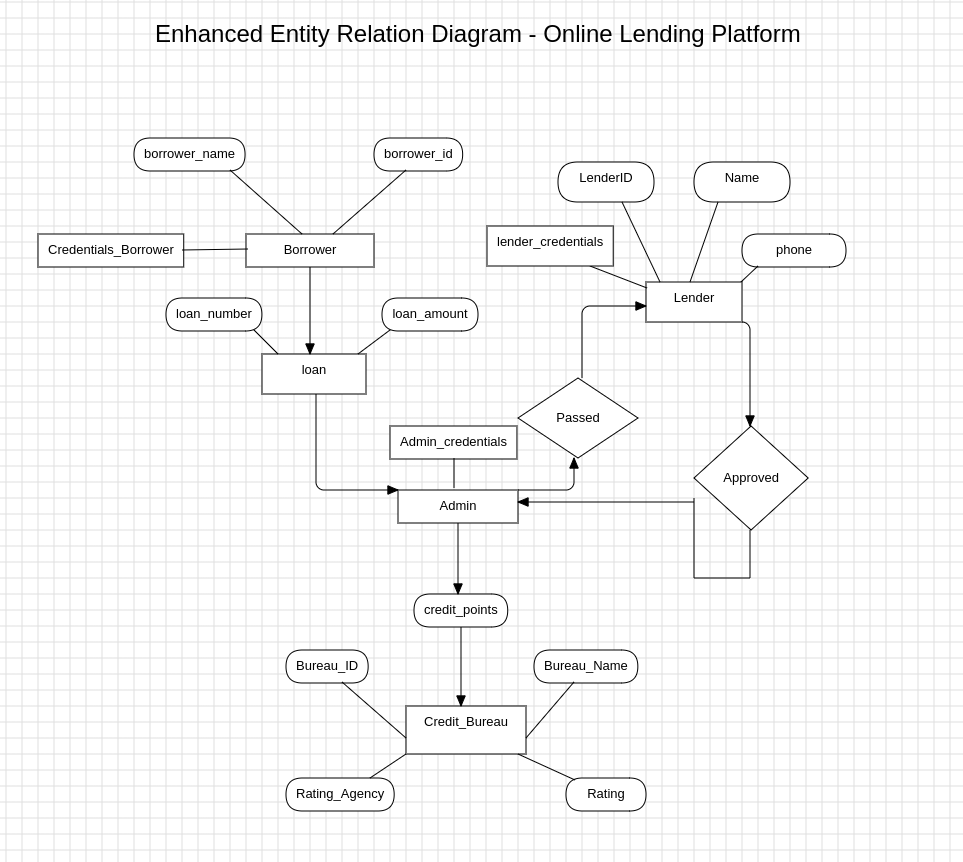 Enhanced Entity Relation Diagram - Online Lending Platform
borrower_name
borrower_id
LenderID
Name
Credentials_Borrower
Borrower
lender_credentials
phone
Lender
loan_number
loan_amount
loan
Passed
Admin_credentials
Approved
Admin
credit_points
Bureau_ID
Bureau_Name
Credit_Bureau
Rating_Agency
Rating